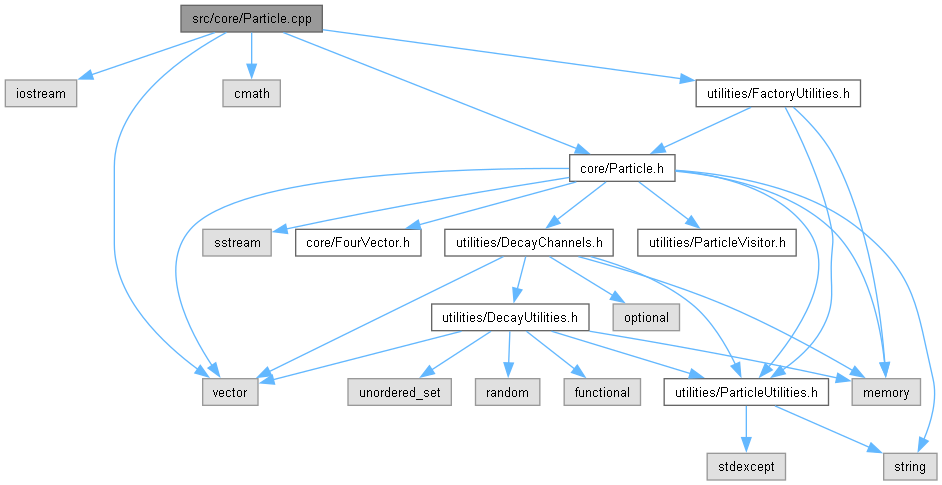 src/core/Particle.cpp
iostream
cmath
utilities/FactoryUtilities.h
core/Particle.h
sstream
core/FourVector.h
utilities/DecayChannels.h
utilities/ParticleVisitor.h
utilities/DecayUtilities.h
optional
vector
unordered_set
random
functional
utilities/ParticleUtilities.h
memory
stdexcept
string